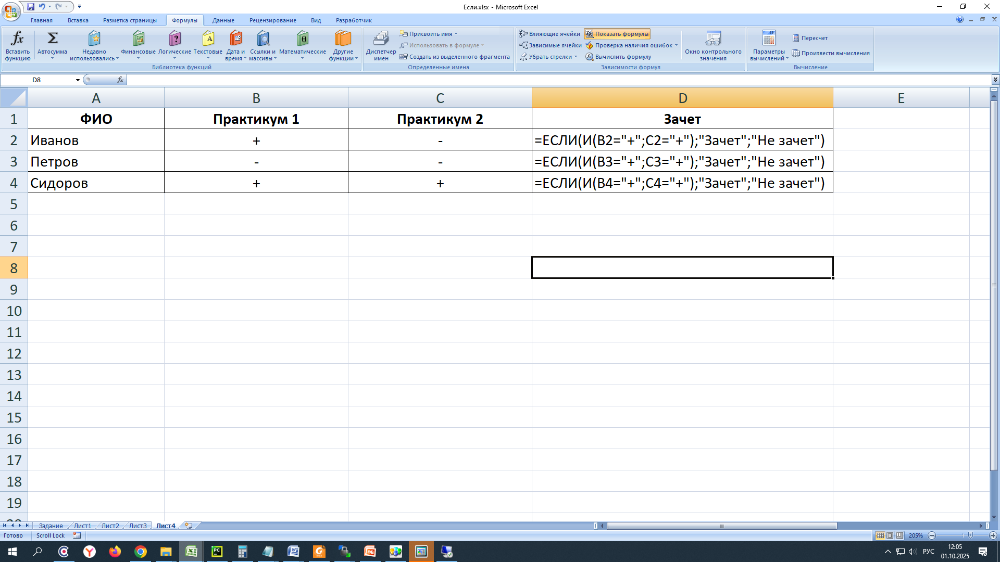 Если.xlsx - Microsoft Excel
Главная Вставка Разметка страницы Формулы Данные Рецензирование Вид Разработчик
Вставить функцию
Автосумма
Недавно использовались
Финансовые
Логические
Текстовые
Дата и время
Ссылки и массивы
Математические
Другие функции
Библиотека функций
Диспетчер имен
Присвоить имя
Использовать в формуле
Создать из выделенного фрагмента
Определенные имена
Влияющие ячейки
Зависимые ячейки
Убрать стрелки
Показать формулы
Проверка наличия ошибок
Вычислить формулу
Окно контрольного значения
Зависимости формул
Параметры вычислений
Пересчет
Произвести вычисления
Вычисление
D8 fx
A B C D E
1 ФИО Практикум 1 Практикум 2 Зачет
2 Иванов + - =ЕСЛИ(И(B2="+";C2="+");"Зачет";"Не зачет")
3 Петров - - =ЕСЛИ(И(B3="+";C3="+");"Зачет";"Не зачет")
4 Сидоров + + =ЕСЛИ(И(B4="+";C4="+");"Зачет";"Не зачет")
5
6
7
8
9
10
11
12
13
14
15
16
17
18
19
20
Задание Лист1 Лист2 Лист3 Лист4
Готово Scroll Lock 205%
РУС 12:05
01.10.2025